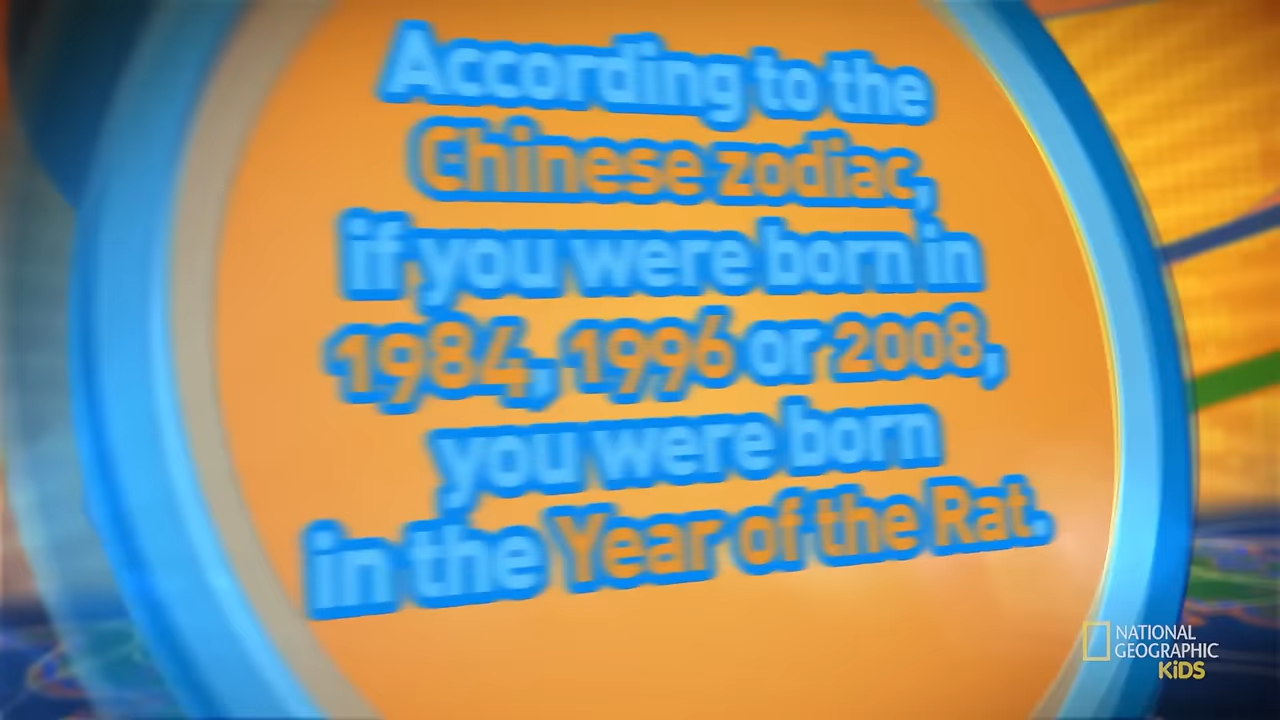 According to the
Chinese zodiac,
if you were born in
1984, 1996 or 2008,
you were born
in the Year of the Rat.
NATIONAL
GEOGRAPHIC
KiDS